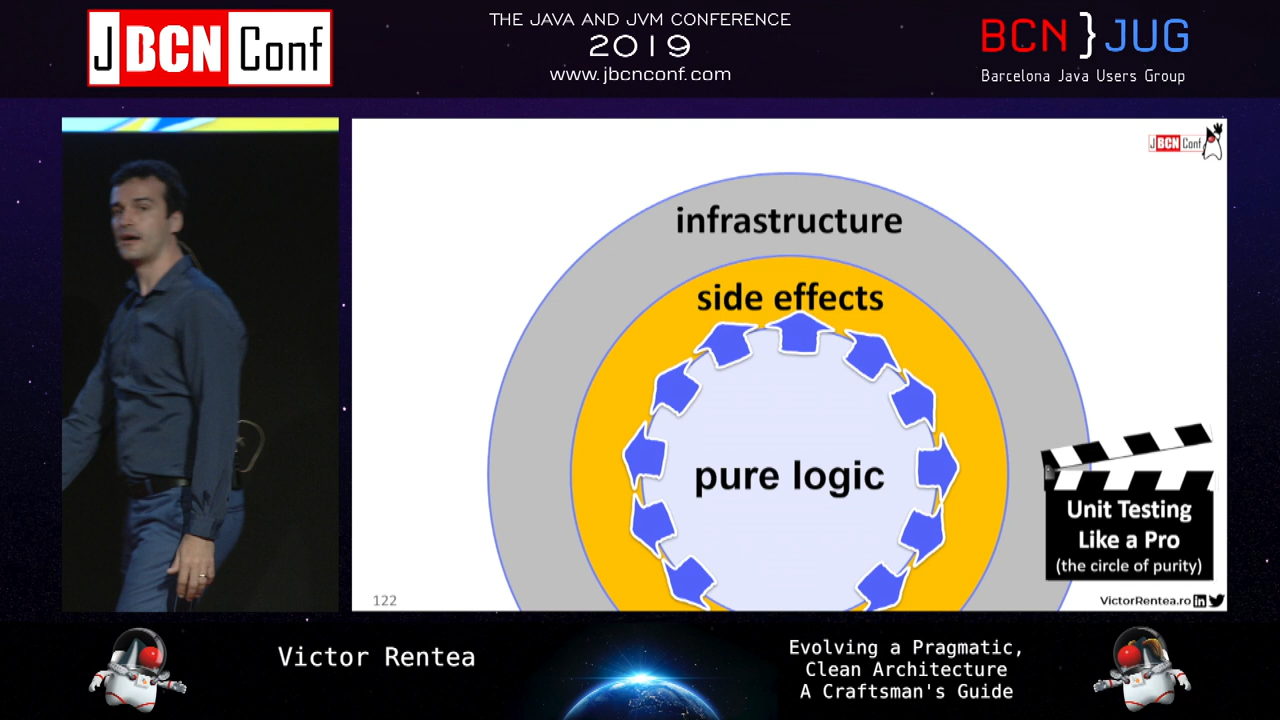 JBCNConf
THE JAVA AND JVM CONFERENCE
2019
www.jbcnconf.com
BCN}JUG
Barcelona Java Users Group
JBCNConf
infrastructure
side effects
pure logic
Unit Testing
Like a Pro
(the circle of purity)
122
VictorRentea.ro
Victor Rentea
Evolving a Pragmatic,
Clean Architecture
A Craftsman's Guide